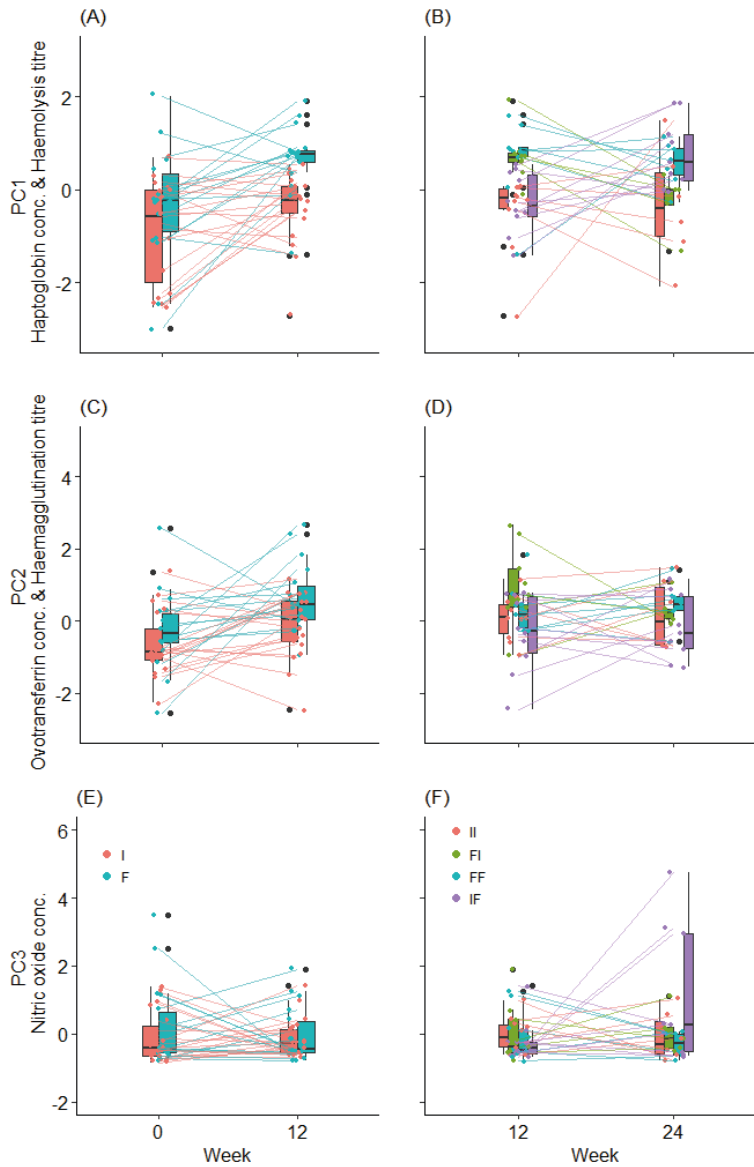 (A)
(B)
PC1
Haptoglobin conc. & Haemolysis titre
2
0
-2
(C)
(D)
PC2
Ovotransferrin conc. & Haemagglutination titre
4
2
0
-2
(E)
(F)
PC3
Nitric oxide conc.
6
4
2
0
-2
I
F
II
FI
FF
IF
0
12
12
24
Week
Week